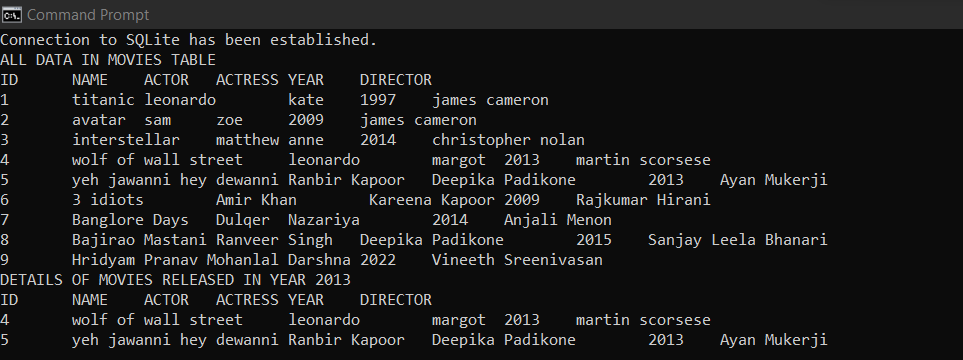 Command Prompt
Connection to SQLite has been established.
ALL DATA IN MOVIES TABLE
ID NAME ACTOR ACTRESS YEAR DIRECTOR
1 titanic leonardo kate 1997 james cameron
2 avatar sam zoe 2009 james cameron
3 interstellar matthew anne 2014 christopher nolan
4 wolf of wall street leonardo margot 2013 martin scorsese
5 yeh jawanni hey dewanni Ranbir Kapoor Deepika Padikone 2013 Ayan Mukerji
6 3 idiots Amir Khan Kareena Kapoor 2009 Rajkumar Hirani
7 Banglore Days Dulqer Nazariya 2014 Anjali Menon
8 Bajirao Mastani Ranveer Singh Deepika Padikone 2015 Sanjay Leela Bhanari
9 Hridyam Pranav Mohanlal Darshna 2022 Vineeth Sreenivasan
DETAILS OF MOVIES RELEASED IN YEAR 2013
ID NAME ACTOR ACTRESS YEAR DIRECTOR
4 wolf of wall street leonardo margot 2013 martin scorsese
5 yeh jawanni hey dewanni Ranbir Kapoor Deepika Padikone 2013 Ayan Mukerji